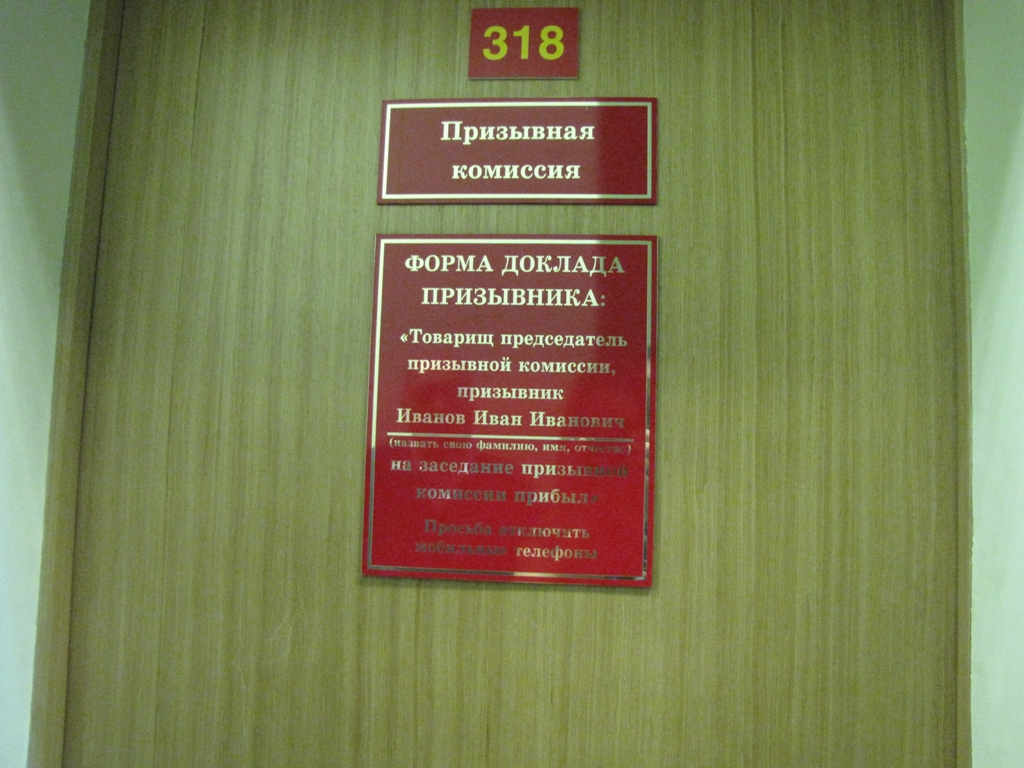 318
Призывная
комиссия
ФОРМА ДОКЛАДА
ПРИЗЫВНИКА:
«Товарищ председатель
призывной комиссии,
призывник
Иванов Иван Иванович
(назвать свою фамилию, имя, отчество)
на заседание призывной
комиссии прибыл»
Просьба отключить
мобильные телефоны